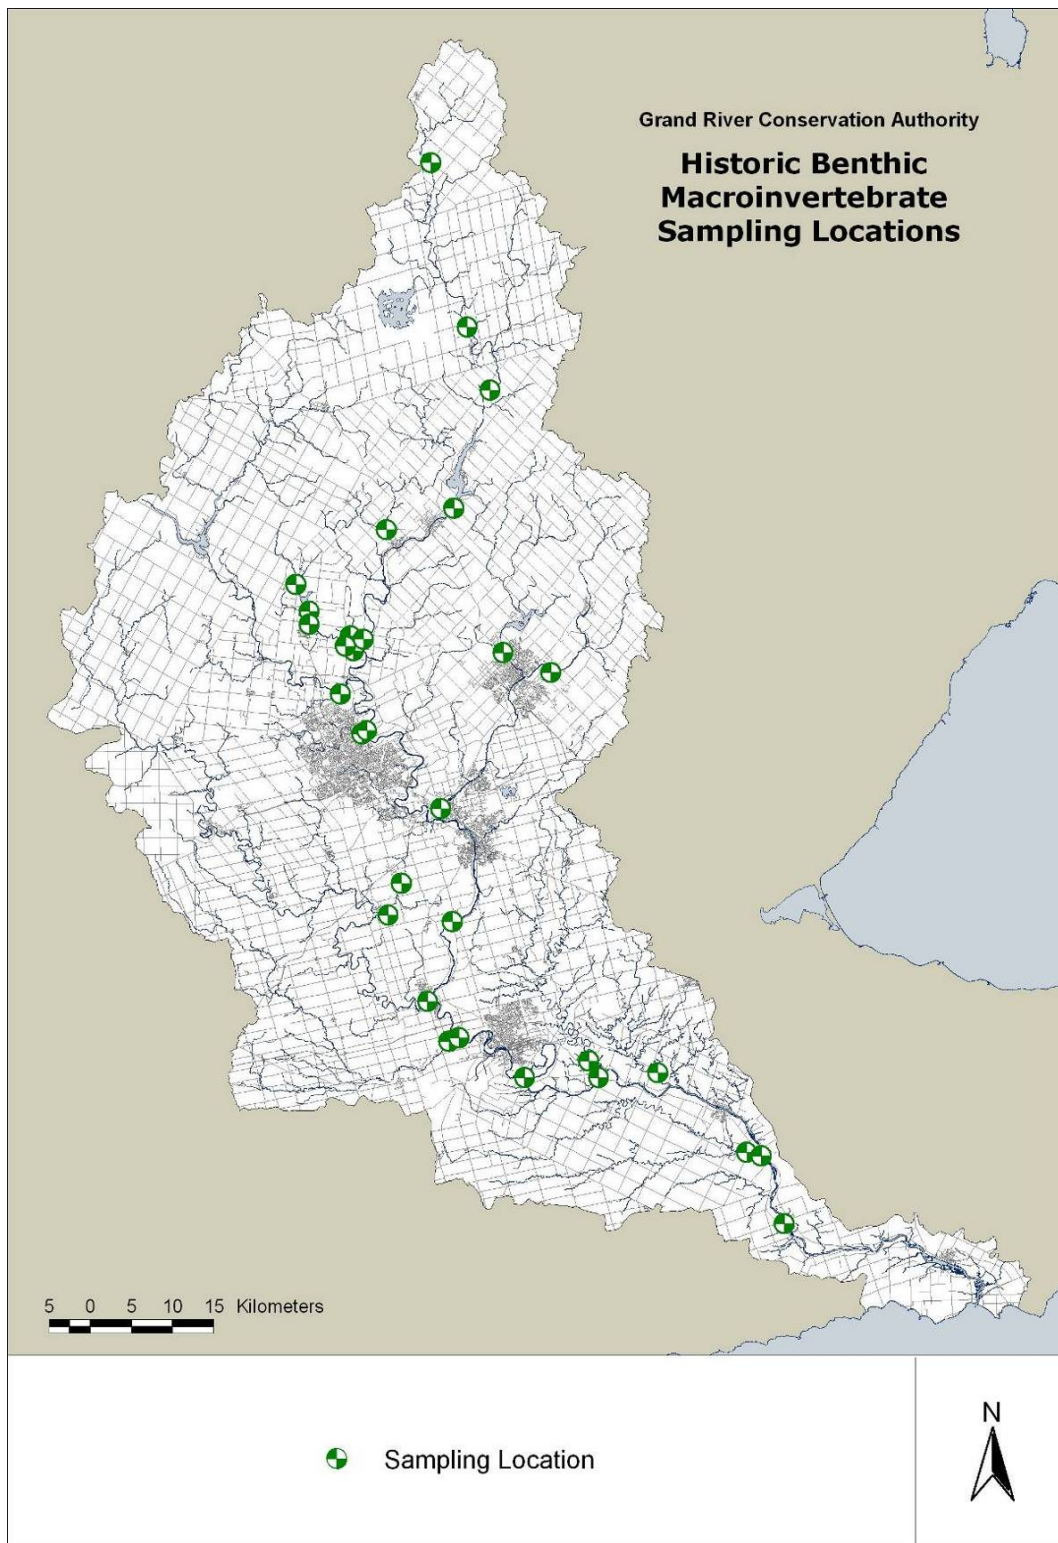 Grand River Conservation Authority
Historic Benthic
Macroinvertebrate
Sampling Locations
5 0 5 10 15 Kilometers
Sampling Location
N